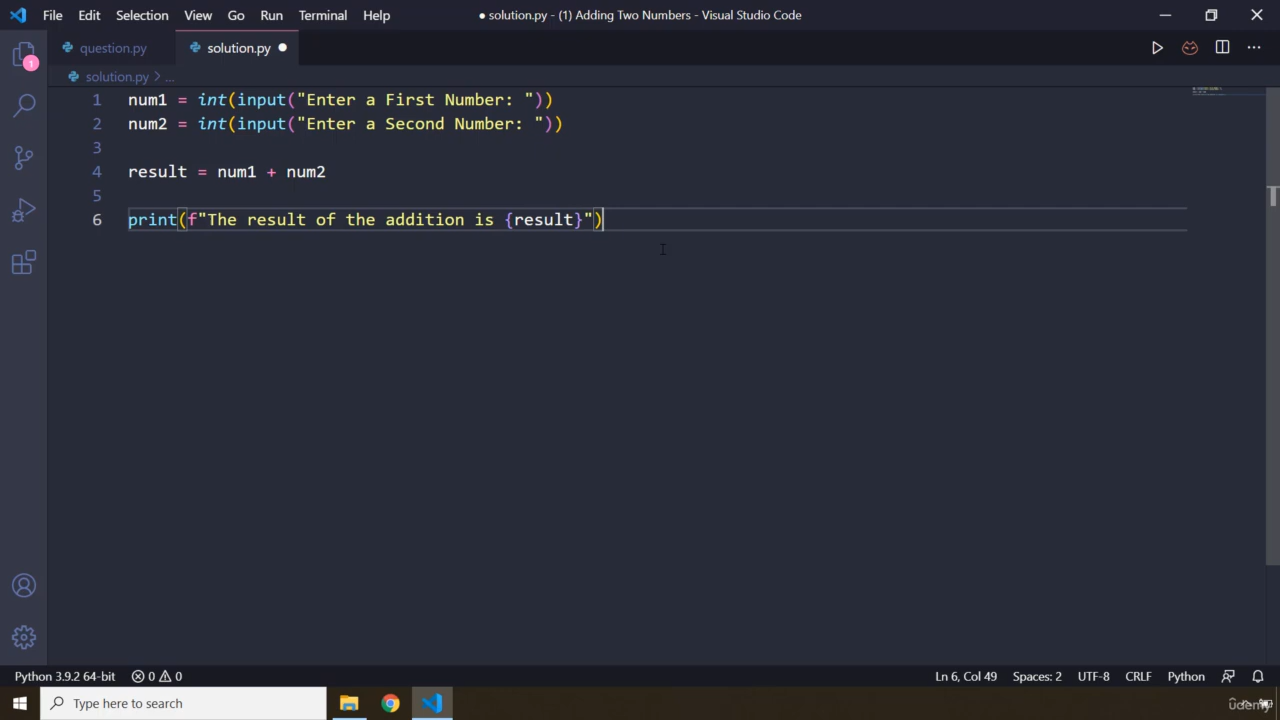 File Edit Selection View Go Run Terminal Help ● solution.py - (1) Adding Two Numbers - Visual Studio Code
question.py solution.py ●
solution.py > ...
1 num1 = int(input("Enter a First Number: "))
2 num2 = int(input("Enter a Second Number: "))
3
4 result = num1 + num2
5
6 print(f"The result of the addition is {result}")
1
Python 3.9.2 64-bit 0 0 Ln 6, Col 49 Spaces: 2 UTF-8 CRLF Python
Type here to search
udemy